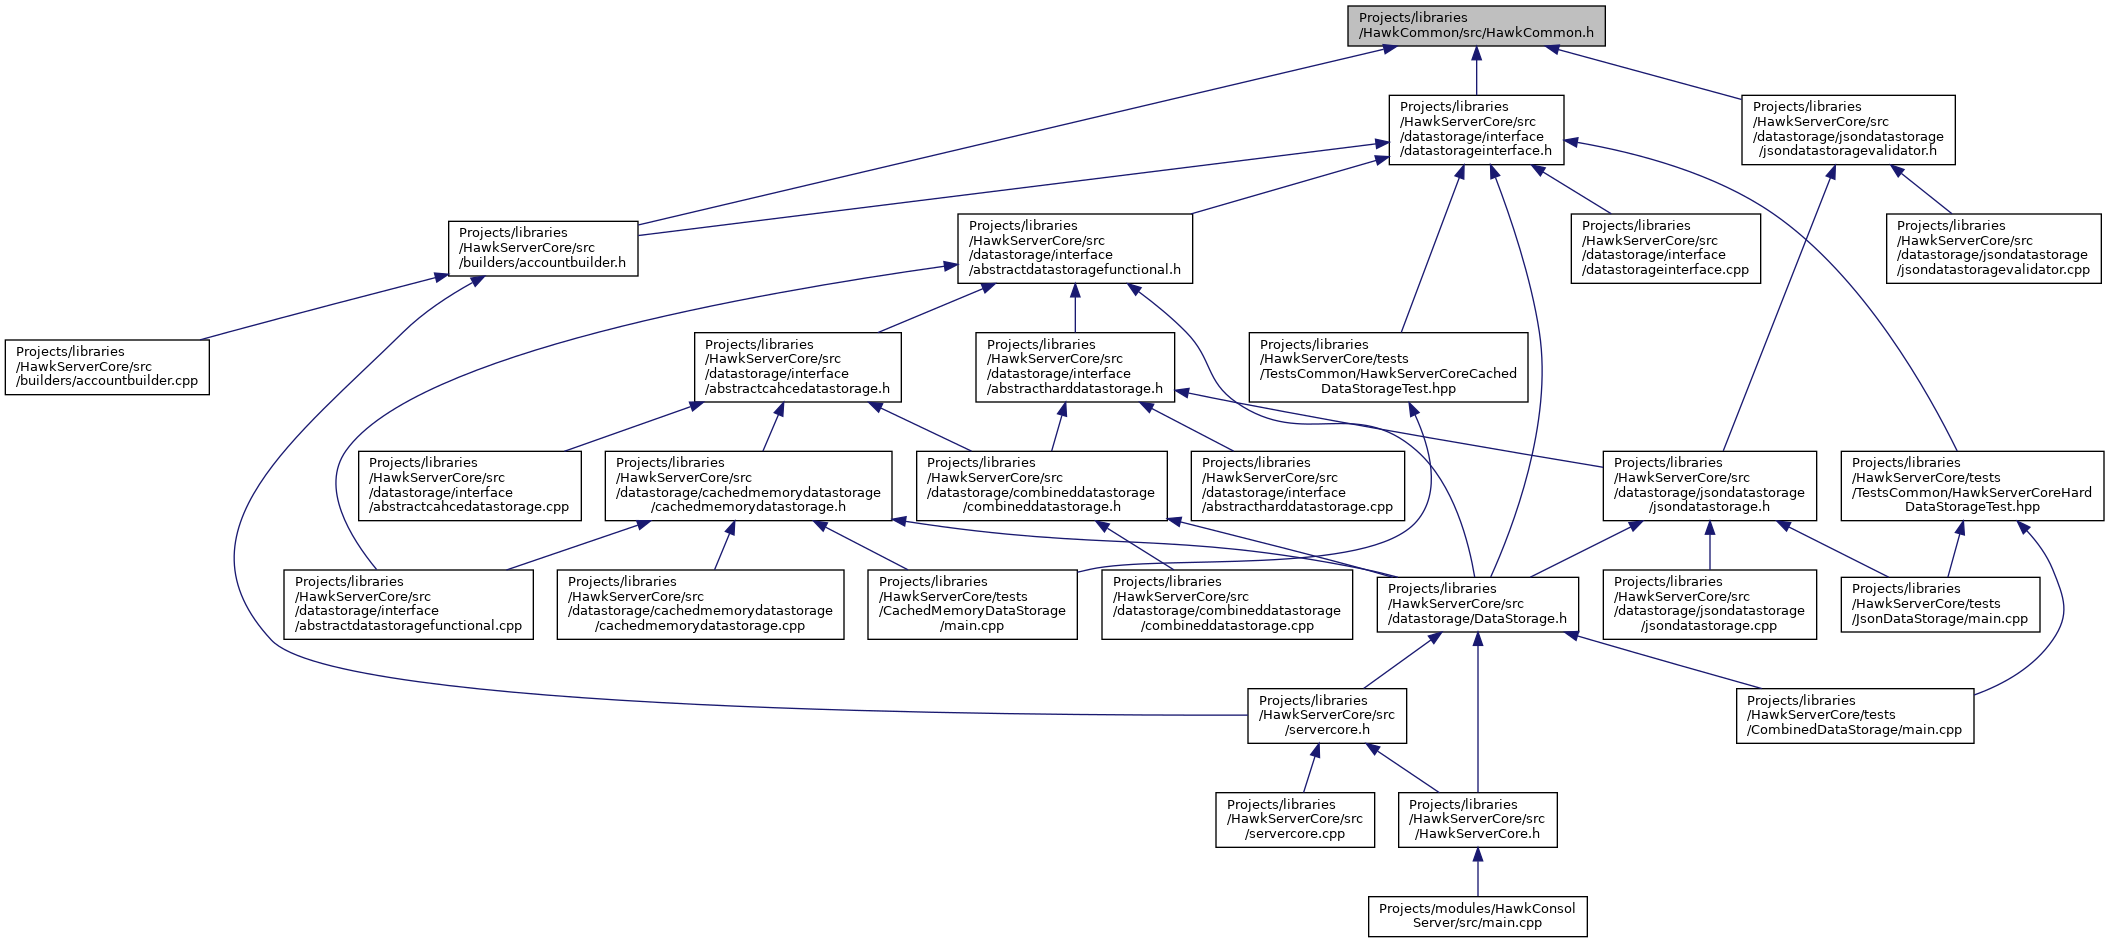 Projects/libraries
/HawkCommon/src/HawkCommon.h
Projects/libraries
/HawkServerCore/src
/datastorage/interface
/datastorageinterface.h
Projects/libraries
/HawkServerCore/src
/datastorage/jsondatastorage
/jsondatastoragevalidator.h
Projects/libraries
/HawkServerCore/src
/builders/accountbuilder.h
Projects/libraries
/HawkServerCore/src
/datastorage/interface
/abstractdatastoragefunctional.h
Projects/libraries
/HawkServerCore/src
/datastorage/interface
/datastorageinterface.cpp
Projects/libraries
/HawkServerCore/src
/datastorage/jsondatastorage
/jsondatastoragevalidator.cpp
Projects/libraries
/HawkServerCore/src
/builders/accountbuilder.cpp
Projects/libraries
/HawkServerCore/src
/datastorage/interface
/abstractcahcedatastorage.h
Projects/libraries
/HawkServerCore/src
/datastorage/interface
/abstractharddatastorage.h
Projects/libraries
/HawkServerCore/tests
/TestsCommon/HawkServerCoreCached
DataStorageTest.hpp
Projects/libraries
/HawkServerCore/src
/datastorage/interface
/abstractcahcedatastorage.cpp
Projects/libraries
/HawkServerCore/src
/datastorage/cachedmemorydatastorage
/cachedmemorydatastorage.h
Projects/libraries
/HawkServerCore/src
/datastorage/combineddatastorage
/combineddatastorage.h
Projects/libraries
/HawkServerCore/src
/datastorage/interface
/abstractharddatastorage.cpp
Projects/libraries
/HawkServerCore/src
/datastorage/jsondatastorage
/jsondatastorage.h
Projects/libraries
/HawkServerCore/tests
/TestsCommon/HawkServerCoreHard
DataStorageTest.hpp
Projects/libraries
/HawkServerCore/src
/datastorage/interface
/abstractdatastoragefunctional.cpp
Projects/libraries
/HawkServerCore/src
/datastorage/cachedmemorydatastorage
/cachedmemorydatastorage.cpp
Projects/libraries
/HawkServerCore/tests
/CachedMemoryDataStorage
/main.cpp
Projects/libraries
/HawkServerCore/src
/datastorage/combineddatastorage
/combineddatastorage.cpp
Projects/libraries
/HawkServerCore/src
/datastorage/DataStorage.h
Projects/libraries
/HawkServerCore/src
/datastorage/jsondatastorage
/jsondatastorage.cpp
Projects/libraries
/HawkServerCore/tests
/JsonDataStorage/main.cpp
Projects/libraries
/HawkServerCore/src
/servercore.h
Projects/libraries
/HawkServerCore/tests
/CombinedDataStorage/main.cpp
Projects/libraries
/HawkServerCore/src
/servercore.cpp
Projects/libraries
/HawkServerCore/src
/HawkServerCore.h
Projects/modules/HawkConsol
Server/src/main.cpp